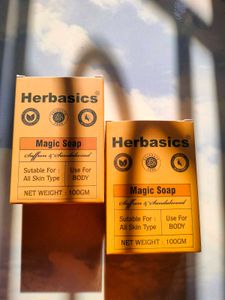 Herbasics®
Magic Soap
Saffron & Sandalwood
Suitable For :
All Skin Type
Use For
BODY
NET WEIGHT : 100GM
Herbasics
Magic Soap
Saffron & Sandalwood
Suitable For :
All Skin Type
Use For
BODY
NET WEIGHT : 100GM